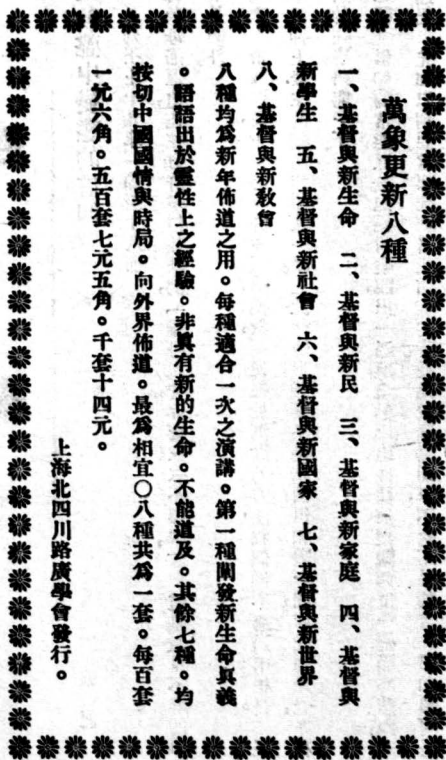 萬象更新八種
一、基督與新生命　二、基督與新民　三、基督與新家庭　四、基督與
新學生　五、基督與新社會　六、基督與新國家　七、基督與新世界
八、基督與新教會
八種均爲新年佈道之用。每種適合一次之演講。第一種闡發新生命真義
。語語出於靈性上之經驗。非真有新的生命。不能道及。其餘七種。均
按切中國國情與時局。向外界佈道。最爲相宜〇八種共爲一套。每百套
一元六角。五百套七元五角。千套十四元。
上海北四川路廣學會發行。